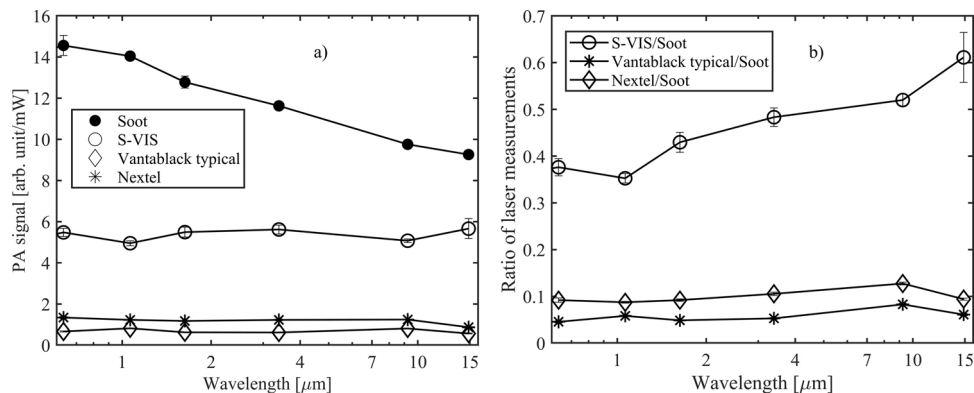 16
14
12
10
8
6
4
2
0
PA signal [arb. unit/mW]
a)
Soot
S-VIS
Vantablack typical
Nextel
1
2
4
7
10
15
Wavelength [μm]
0.7
0.6
0.5
0.4
0.3
0.2
0.1
0
Ratio of laser measurements
b)
S-VIS/Soot
Vantablack typical/Soot
Nextel/Soot
1
2
4
7
10
15
Wavelength [μm]